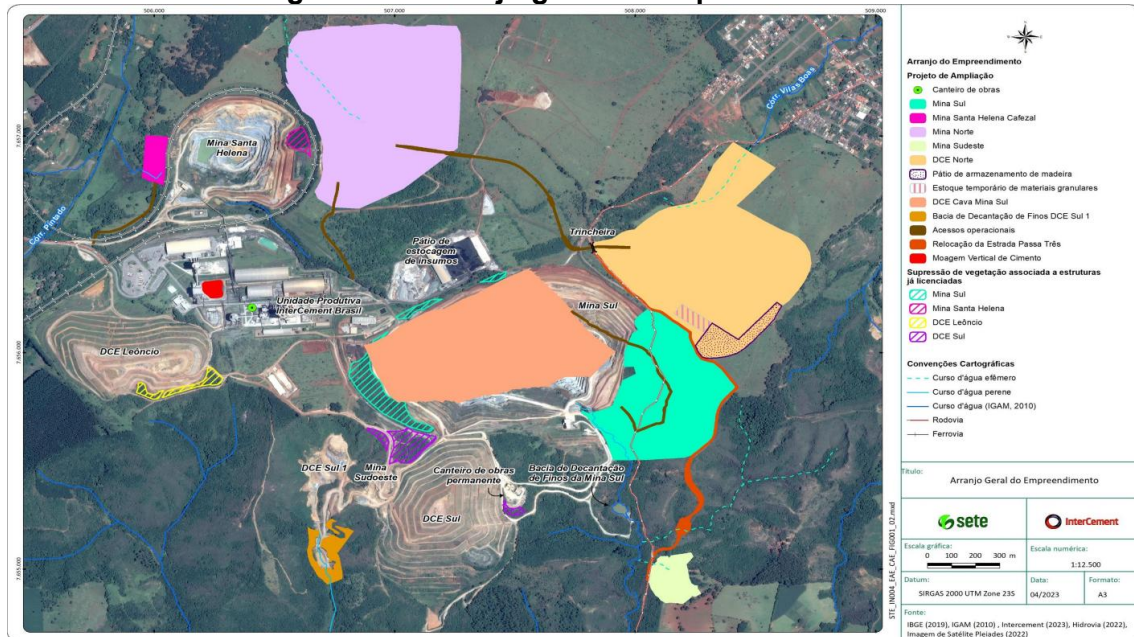 506,000
507,000
508,000
509,000
7.657,000
7.656,000
7.655,000
Córr. Vilas Boas
Córr. Pintado
Mina Santa
Helena
Trincheira
Pátio de
estocagem
de insumos
Unidade Produtiva
InterCement Brasil
Mina Sul
DCE Leôncio
DCE Sul 1
Mina
Sudoeste
Canteiro de obras
permanente
Bacia de Decantação
de Finos da Mina Sul
DCE Sul
Arranjo do Empreendimento
Projeto de Ampliação
Canteiro de obras
Mina Sul
Mina Santa Helena Cafezal
Mina Norte
Mina Sudeste
DCE Norte
Pátio de armazenamento de madeira
Estoque temporário de materiais granulares
DCE Cava Mina Sul
Bacia de Decantação de Finos DCE Sul 1
Acessos operacionais
Relocação da Estrada Passa Três
Moagem Vertical de Cimento
Supressão de vegetação associada a estruturas
já licenciadas
Mina Sul
Mina Santa Helena
DCE Leôncio
DCE Sul
Convenções Cartográficas
Curso d'água efêmero
Curso d'água perene
Curso d'água (IGAM, 2010)
Rodovia
Ferrovia
Título:
Arranjo Geral do Empreendimento
sete
InterCement
Escala gráfica:
0 100 200 300 m
Escala numérica:
1:12.500
Datum:
SIRGAS 2000 UTM Zone 23S
Data:
04/2023
Formato:
A3
Fonte:
IBGE (2019), IGAM (2010) , Intercement (2023), Hidrovia (2022),
Imagem de Satélite Pleiades (2022)
STE_IN004_EAE_CAE_FIG001_02.mxd